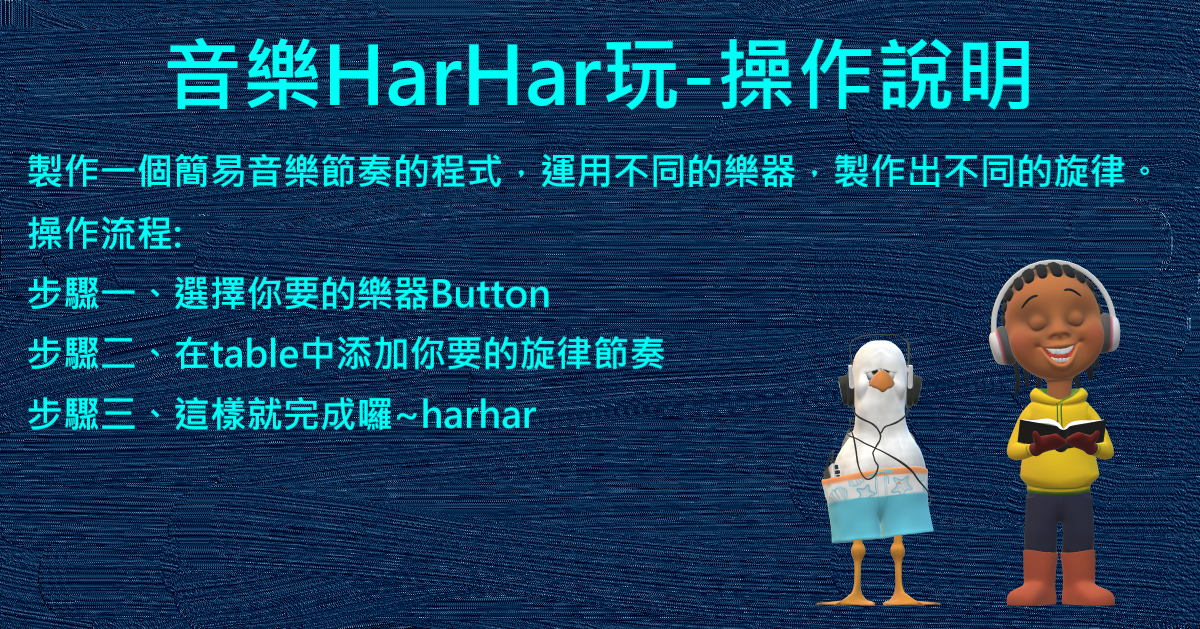 音樂HarHar玩-操作說明
製作一個簡易音樂節奏的程式，運用不同的樂器，製作出不同的旋律。
操作流程:
步驟一、選擇你要的樂器Button
步驟二、在table中添加你要的旋律節奏
步驟三、這樣就完成囉~harhar